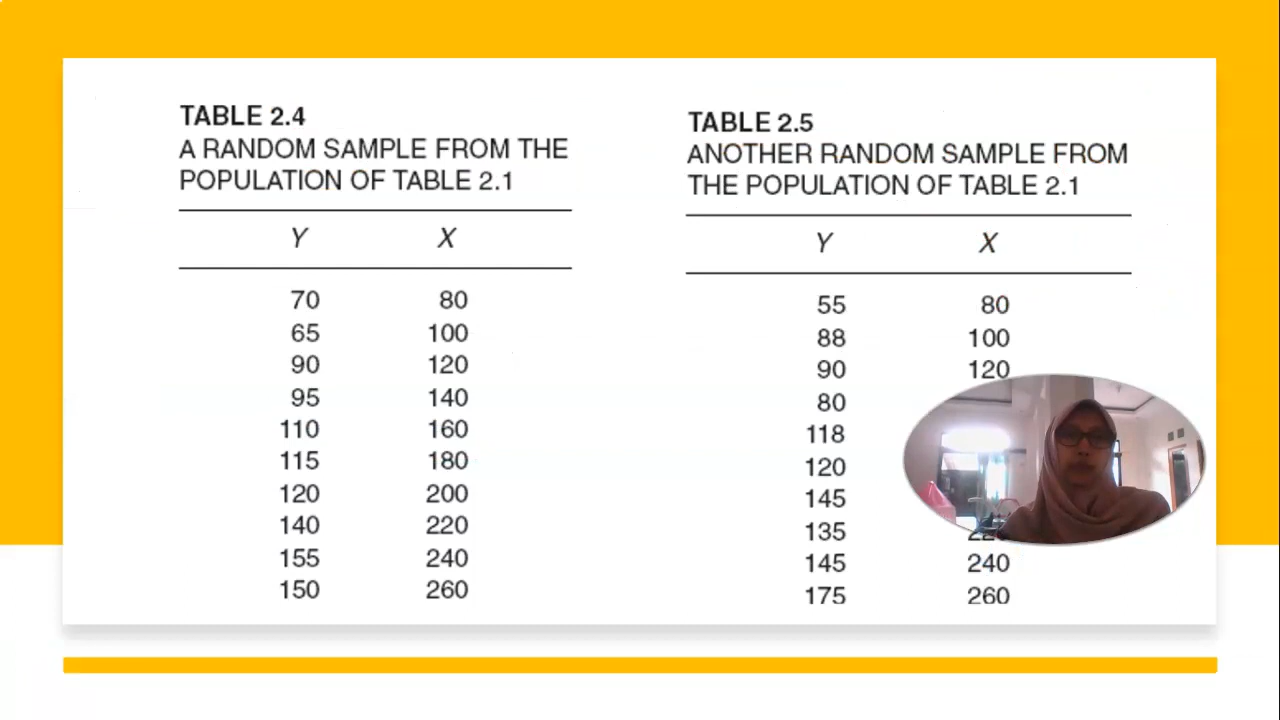 TABLE 2.4
A RANDOM SAMPLE FROM THE
POPULATION OF TABLE 2.1
Y X
70 80
65 100
90 120
95 140
110 160
115 180
120 200
140 220
155 240
150 260
TABLE 2.5
ANOTHER RANDOM SAMPLE FROM
THE POPULATION OF TABLE 2.1
Y X
55 80
88 100
90 120
80
118
120
145
135
145 240
175 260